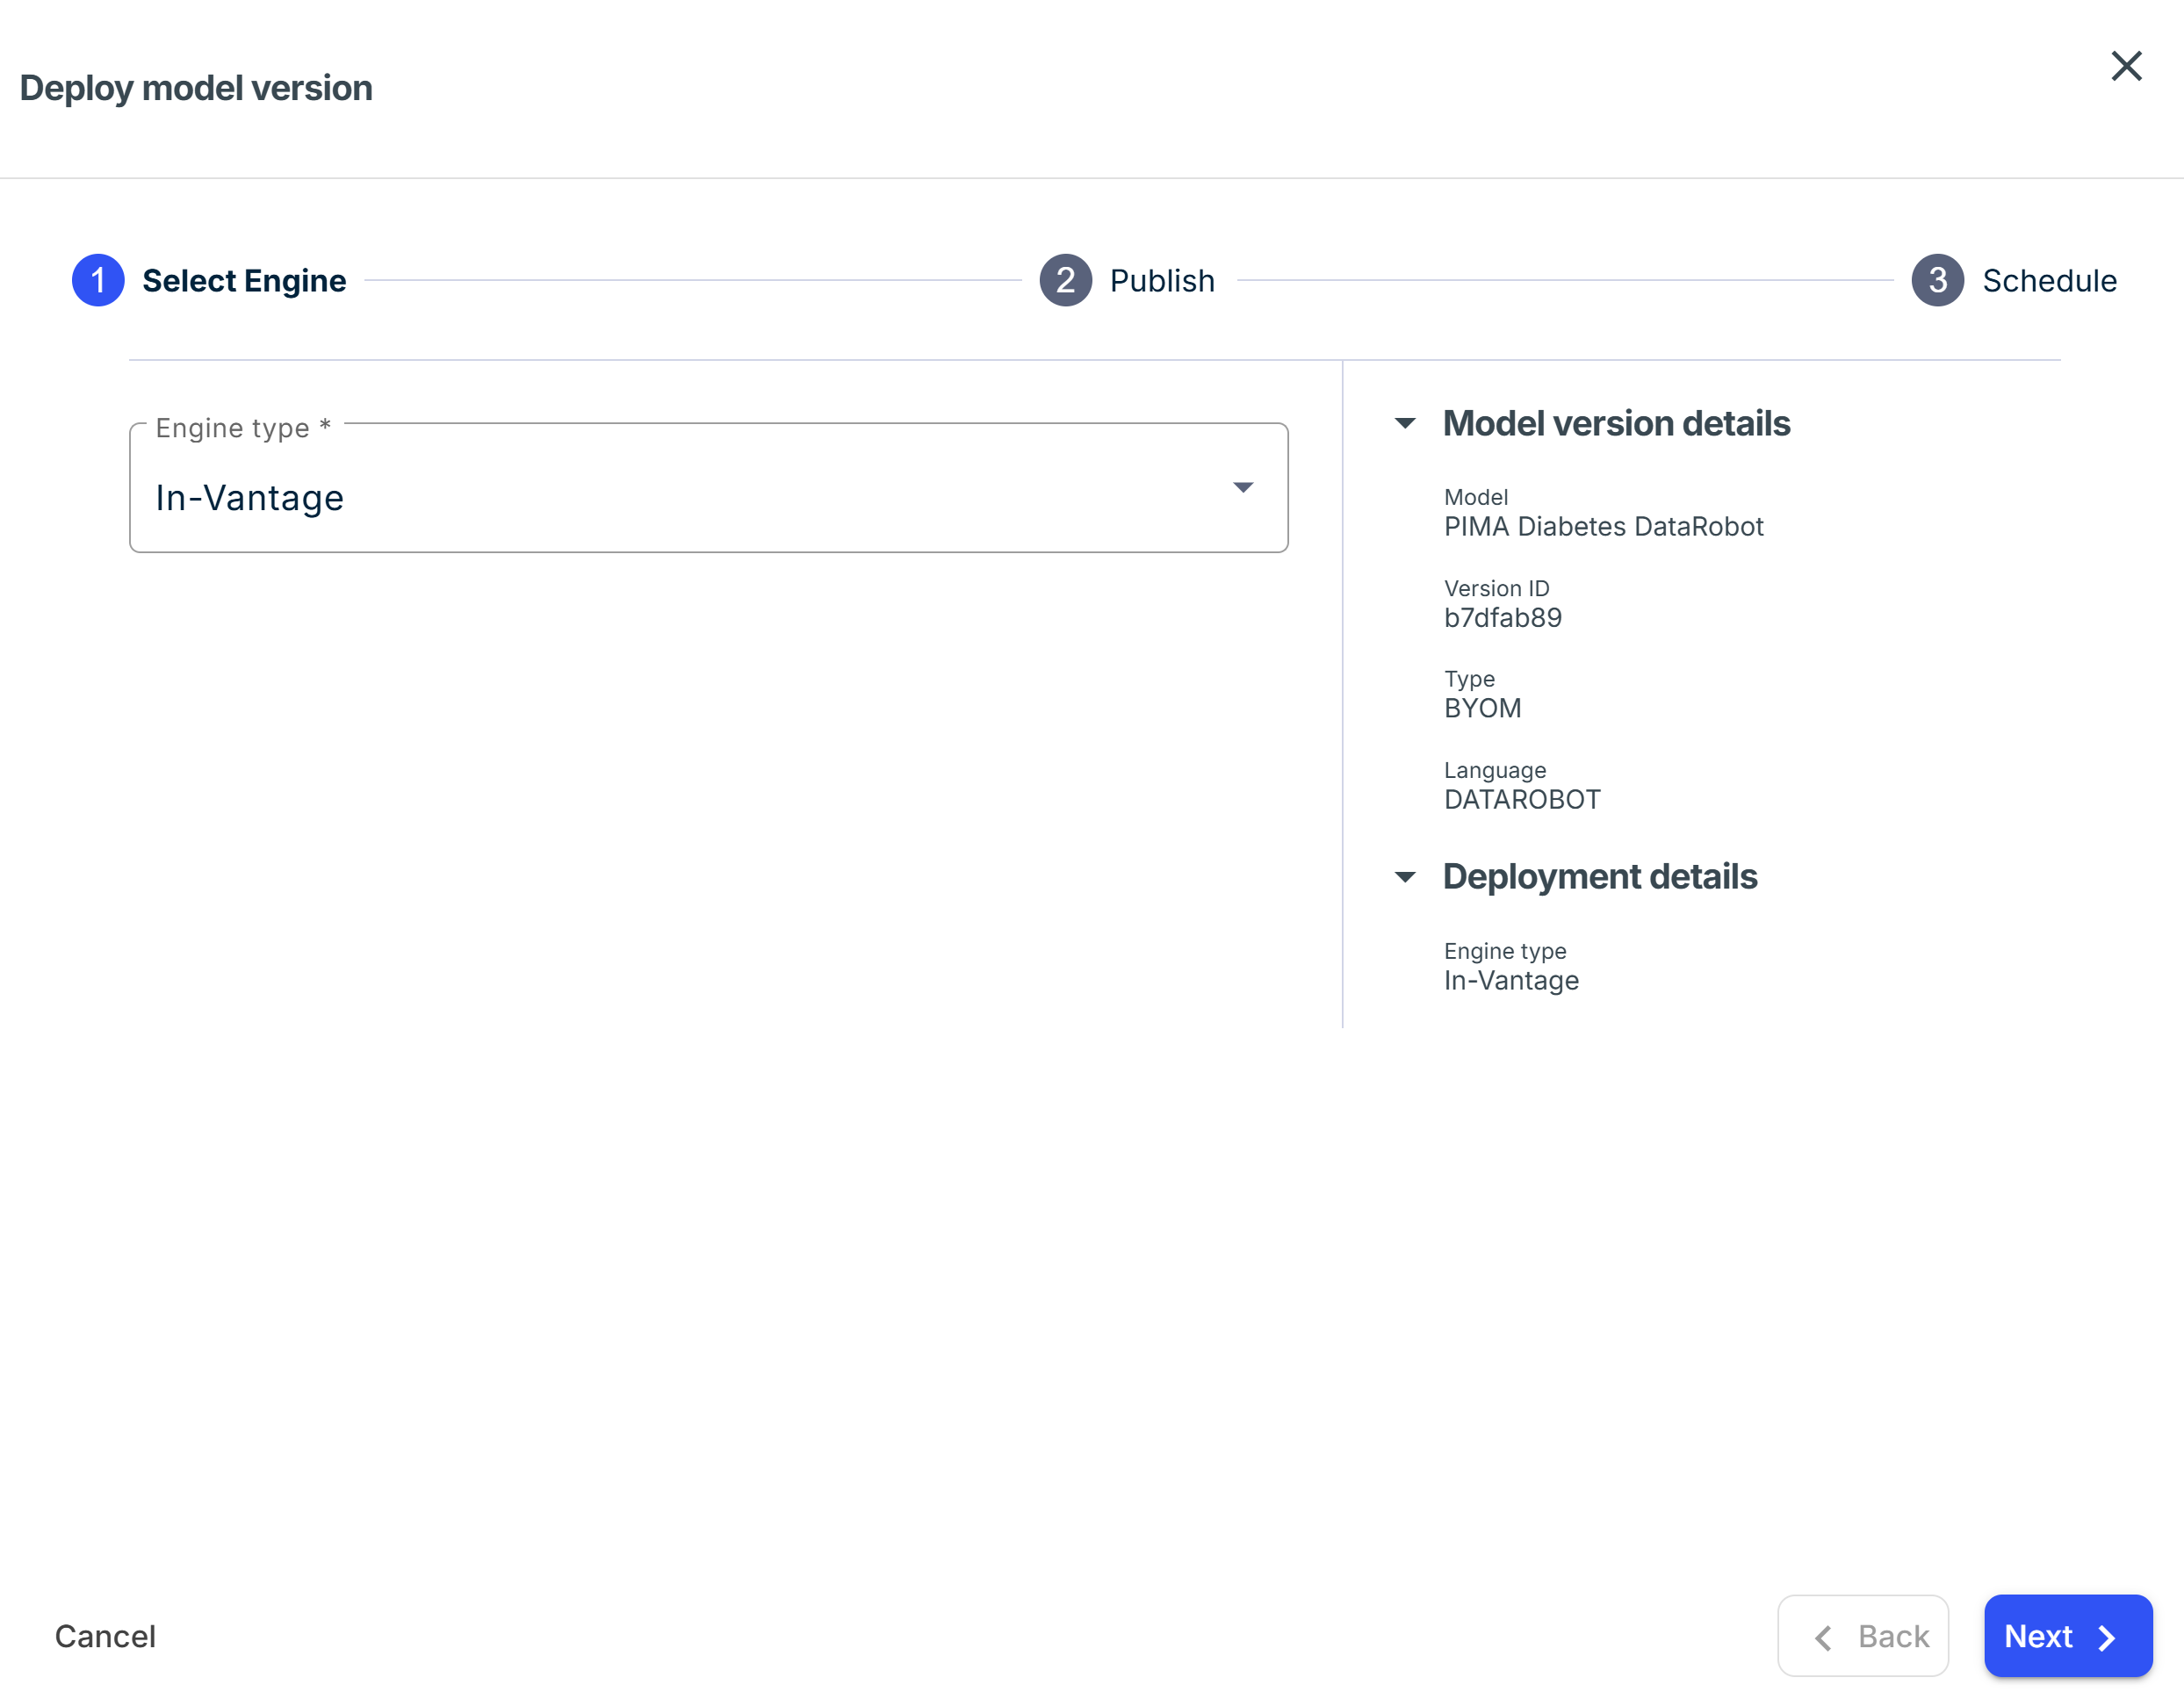 Deploy model version
1 Select Engine
2 Publish
3 Schedule
Engine type *
In-Vantage
Model version details
Model
PIMA Diabetes DataRobot
Version ID
b7dfab89
Type
BYOM
Language
DATAROBOT
Deployment details
Engine type
In-Vantage
Cancel
Back
Next